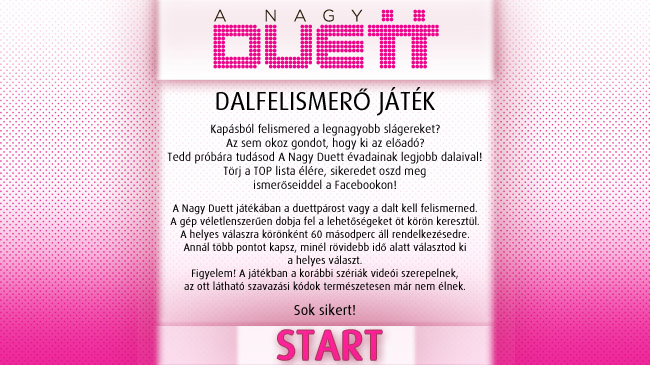 A NAGY
DUETT
DALFELISMERŐ JÁTÉK
Kapásból felismered a legnagyobb slágereket?
Az sem okoz gondot, hogy ki az előadó?
Tedd próbára tudásod A Nagy Duett évadainak legjobb dalaival!
Törj a TOP lista élére, sikeredet oszd meg
ismerőseiddel a Facebookon!
A Nagy Duett játékában a duettpárost vagy a dalt kell felismerned.
A gép véletlenszerűen dobja fel a lehetőségeket öt körön keresztül.
A helyes válaszra körönként 60 másodperc áll rendelkezésedre.
Annál több pontot kapsz, minél rövidebb idő alatt választod ki
a helyes választ.
Figyelem! A játékban a korábbi szériák videói szerepelnek,
az ott látható szavazási kódok természetesen már nem élnek.
Sok sikert!
START